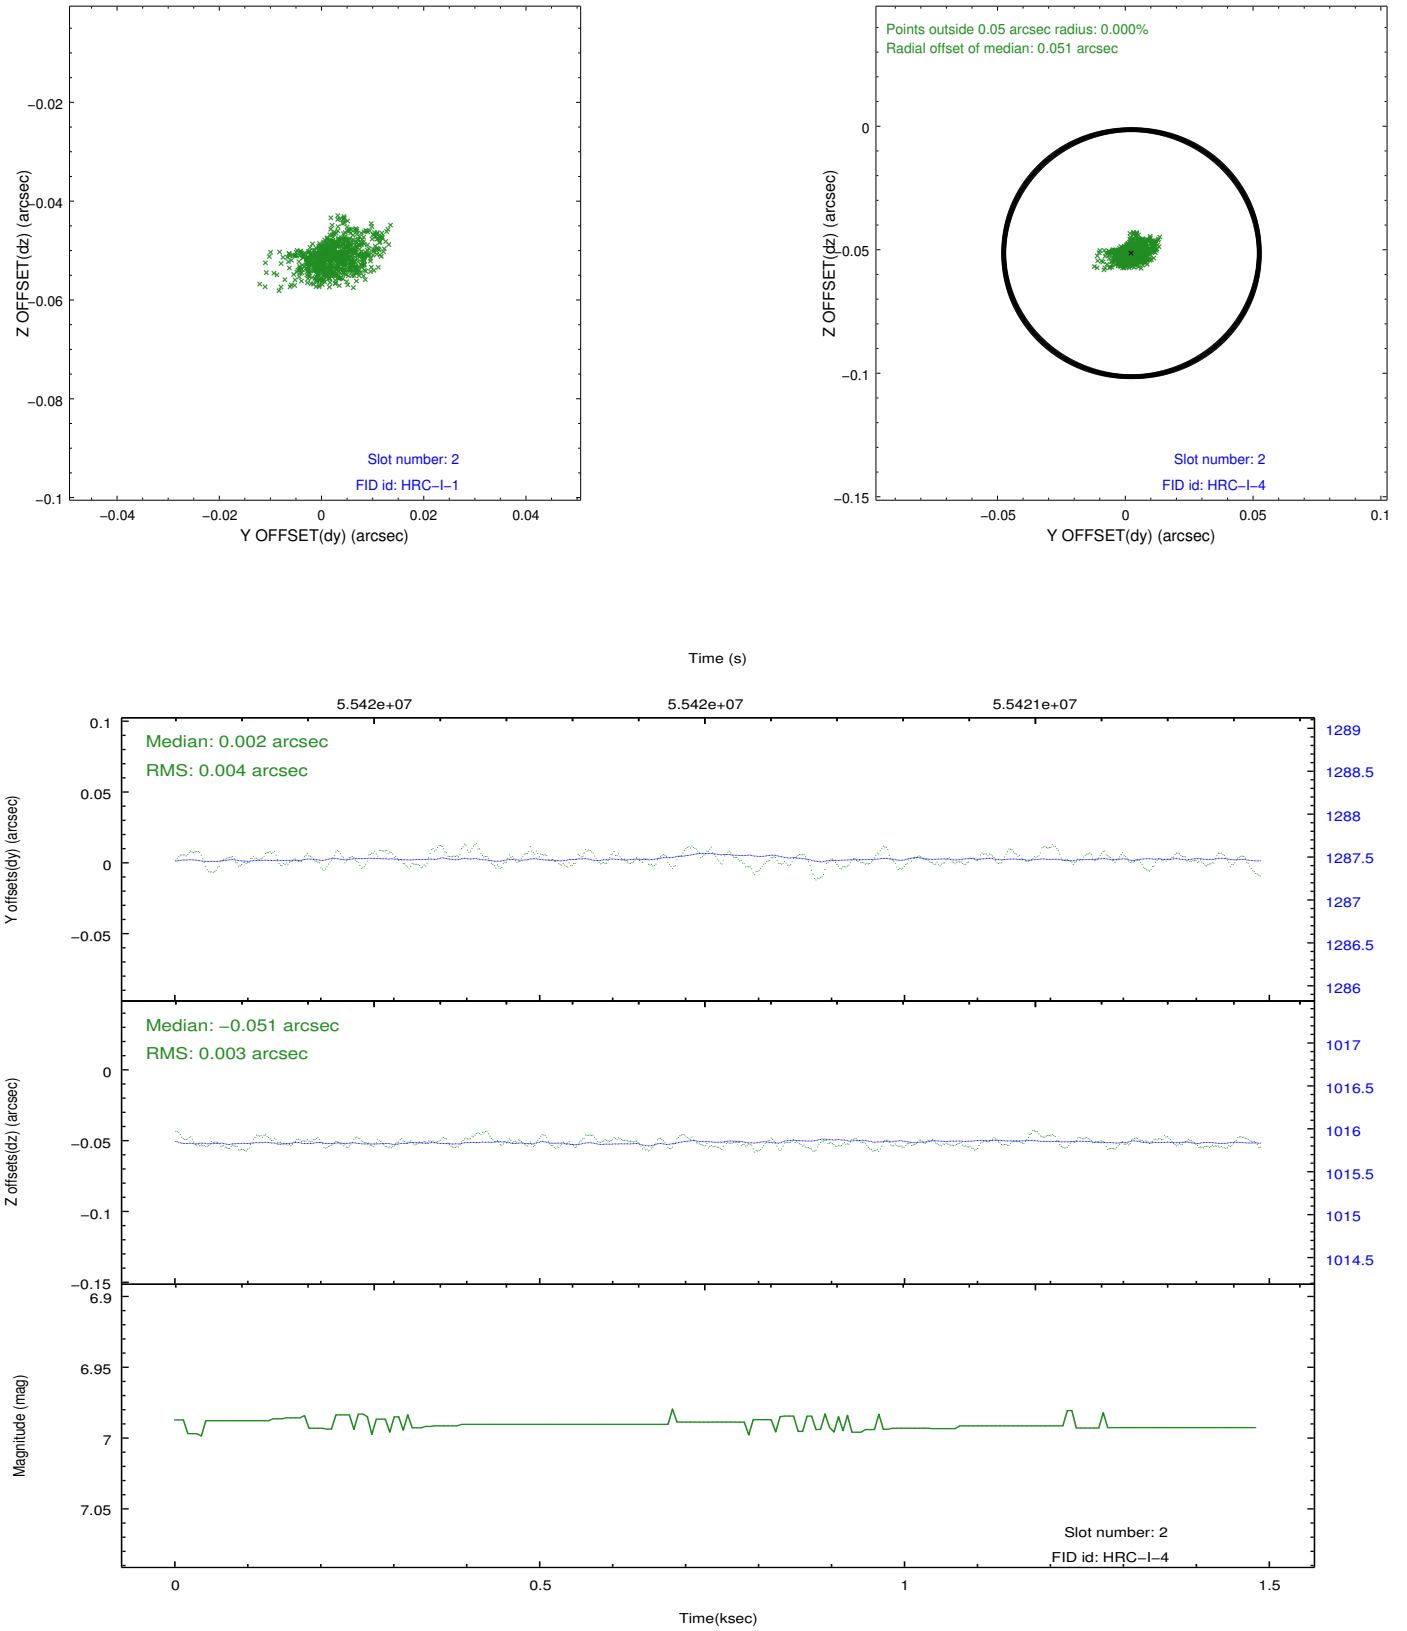 −0.02
−0.04
−0.06
−0.08
−0.1
Z OFFSET(dz) (arcsec)
Slot number: 2
FID id: HRC−I−1
−0.04
−0.02
0
0.02
0.04
Y OFFSET(dy) (arcsec)
Points outside 0.05 arcsec radius: 0.000%
Radial offset of median: 0.051 arcsec
0
−0.05
−0.1
−0.15
Z OFFSET(dz) (arcsec)
Slot number: 2
FID id: HRC−I−4
−0.05
0
0.05
0.1
Y OFFSET(dy) (arcsec)
Time (s)
5.542e+07
5.542e+07
5.5421e+07
Median: 0.002 arcsec
RMS: 0.004 arcsec
0.1
0.05
0
−0.05
Y offsets(dy) (arcsec)
1289
1288.5
1288
1287.5
1287
1286.5
1286
Median: −0.051 arcsec
RMS: 0.003 arcsec
0
−0.05
−0.1
−0.15
Z offsets(dz) (arcsec)
1017
1016.5
1016
1015.5
1015
1014.5
6.9
6.95
7
7.05
Magnitude (mag)
Slot number: 2
FID id: HRC−I−4
0
0.5
1
1.5
Time(ksec)